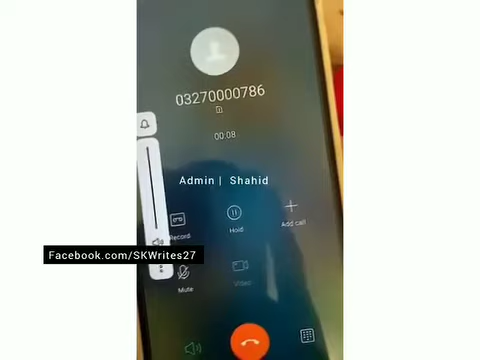 03270000786
00:08
Admin | Shahid
Record
Hold
Add call
Facebook.com/SKWrites27
Mute
Video